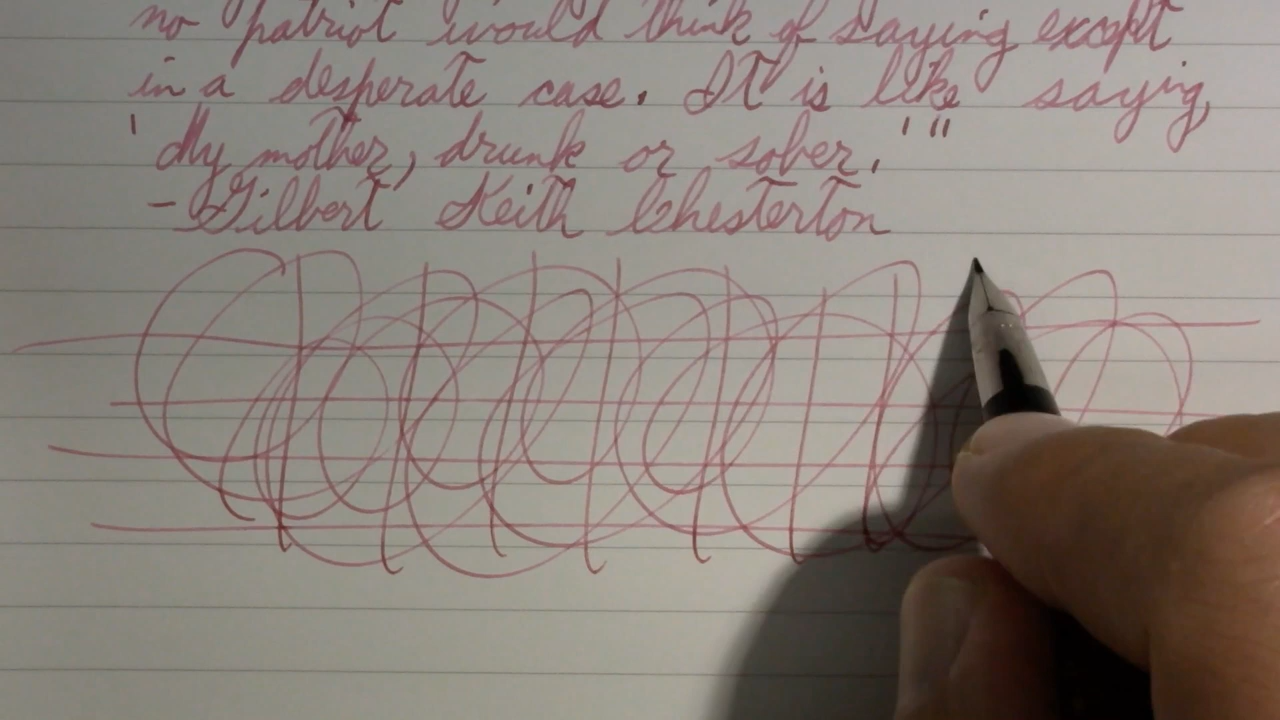 no patriot would think of saying except
in a desperate case. It is like saying,
'My mother, drunk or sober.'"
-Gilbert Keith Chesterton